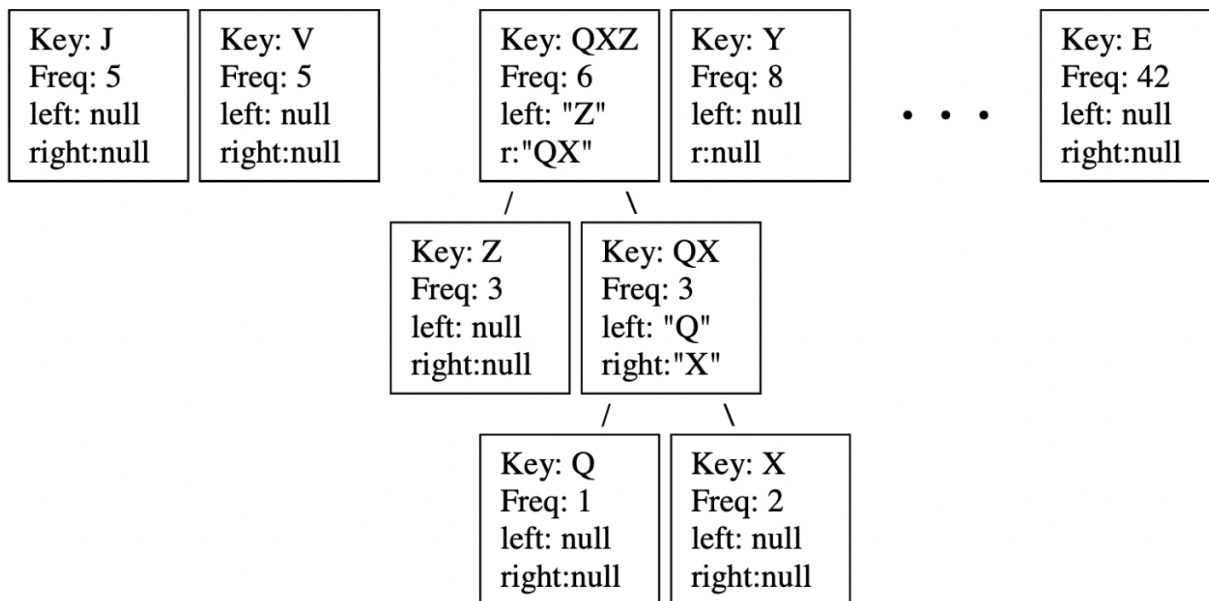 Key: J
Freq: 5
left: null
right:null
Key: V
Freq: 5
left: null
right:null
Key: QXZ
Freq: 6
left: "Z"
r:"QX"
Key: Y
Freq: 8
left: null
r:null
• • •
Key: E
Freq: 42
left: null
right:null
/ \
Key: Z
Freq: 3
left: null
right:null
Key: QX
Freq: 3
left: "Q"
right:"X"
/ \
Key: Q
Freq: 1
left: null
right:null
Key: X
Freq: 2
left: null
right:null